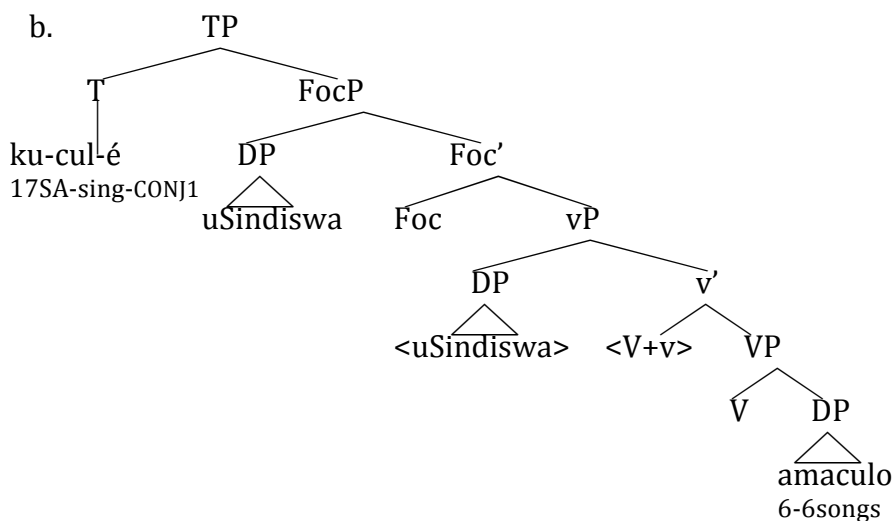 b.
TP
T FocP
ku-cul-é DP Foc’
17SA-sing-CONJ1
uSindiswa Foc vP
DP v’
<uSindiswa> <V+v> VP
V DP
amaculo
6-6songs